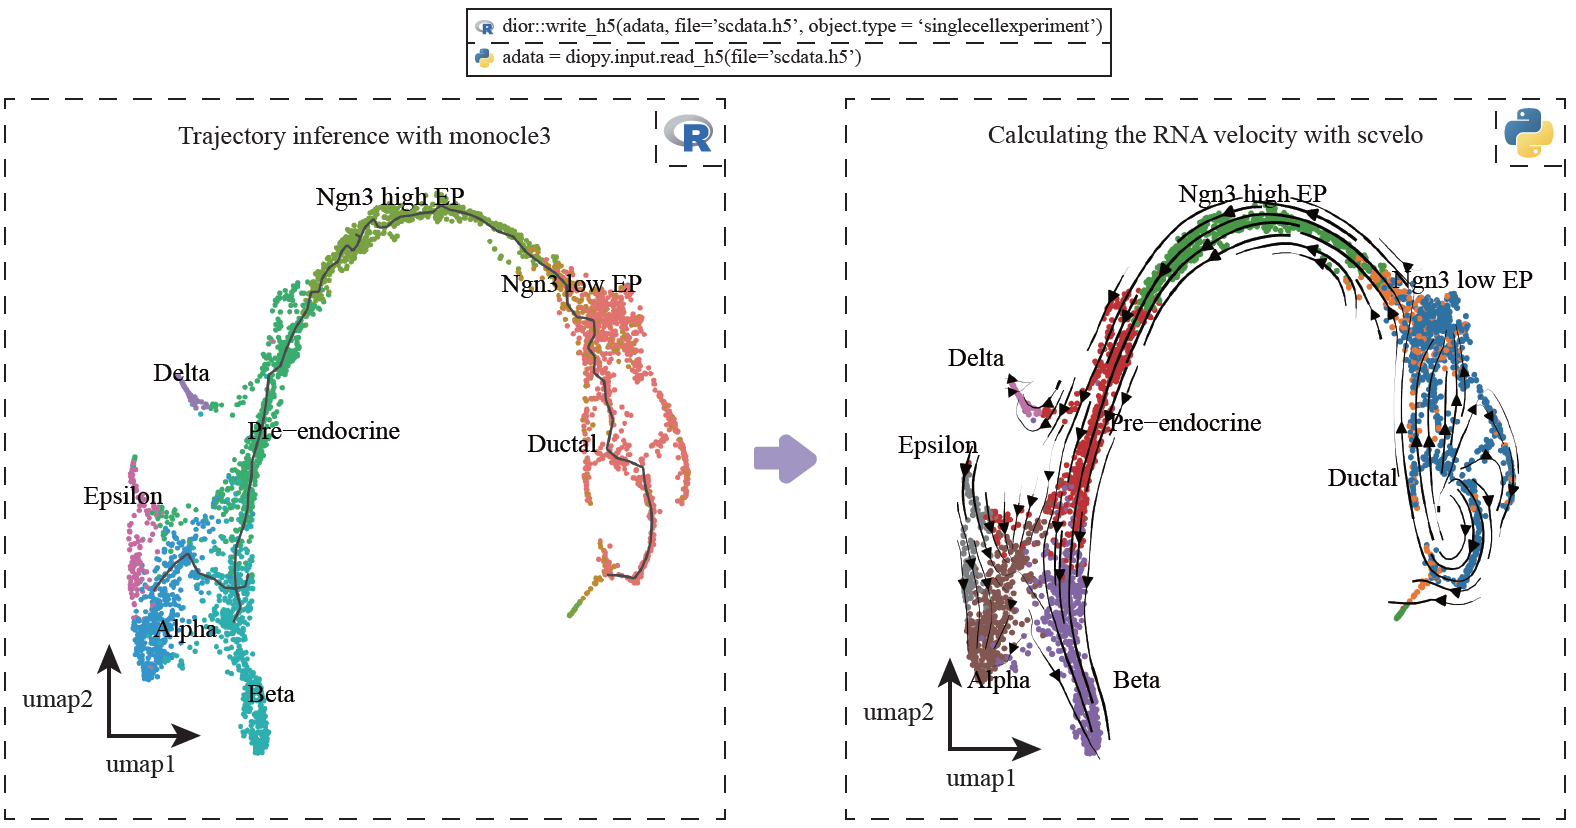 dior::write_h5(adata, file=’scdata.h5’, object.type = ‘singlecellexperiment’)
adata = diopy.input.read_h5(file=’scdata.h5’)
Trajectory inference with monocle3
R
Ngn3 high EP
Ngn3 low EP
Delta
Pre−endocrine
Ductal
Epsilon
Alpha
Beta
umap2
umap1
Calculating the RNA velocity with scvelo
Ngn3 high EP
Ngn3 low EP
Delta
Pre−endocrine
Epsilon
Ductal
Alpha
Beta
umap2
umap1